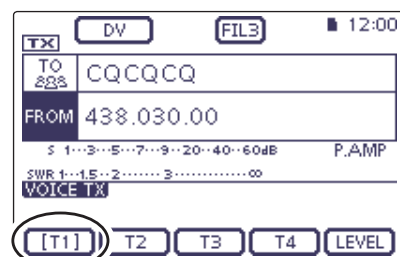 DV FIL3 12:00
TX
TO CQCQCQ
FROM 438.030.00
S 1···3···5···7···9··20··40··60dB P.AMP
SWR 1···1.5··2·······3·············∞
VOICE TX
[T1] T2 T3 T4 LEVEL